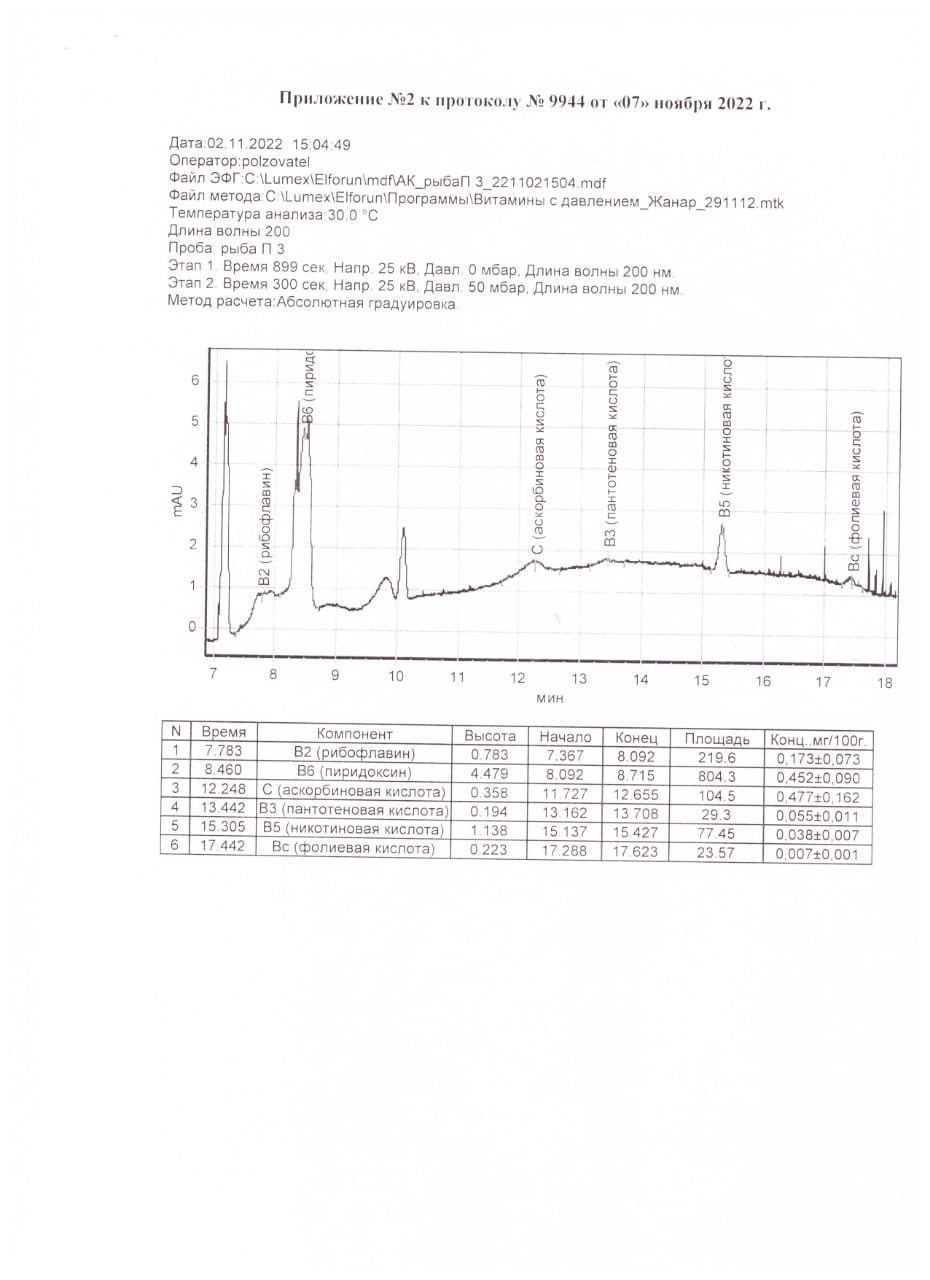 Приложение №2 к протоколу № 9944 от «07» ноября 2022 г.
Дата:02.11.2022 15:04:49
Оператор:polzovatel
Файл ЭФГ:C:\Lumex\Elforun\mdf\АК_рыбаП 3_2211021504.mdf
Файл метода:C:\Lumex\Elforun\Программы\Витамины с давлением_Жанар_291112.mtk
Температура анализа:30.0 °C
Длина волны:200
Проба: рыба П 3
Этап 1. Время 899 сек, Напр. 25 кВ, Давл. 0 мбар, Длина волны 200 нм.
Этап 2. Время 300 сек, Напр. 25 кВ, Давл. 50 мбар, Длина волны 200 нм.
Метод расчета:Абсолютная градуировка.
mAU
6
5
4
3
2
1
0
B2 (рибофлавин)
B6 (пиридо
C (аскорбиновая кислота)
B3 (пантотеновая кислота)
B5 (никотиновая кисло
Bc (фолиевая кислота)
7 8 9 10 11 12 13 14 15 16 17 18
мин
N Время Компонент Высота Начало Конец Площадь Конц.,мг/100г.
1 7.783 B2 (рибофлавин) 0.783 7.367 8.092 219.6 0,173±0,073
2 8.460 B6 (пиридоксин) 4.479 8.092 8.715 804.3 0,452±0,090
3 12.248 C (аскорбиновая кислота) 0.358 11.727 12.655 104.5 0,477±0,162
4 13.442 B3 (пантотеновая кислота) 0.194 13.162 13.708 29.3 0,055±0,011
5 15.305 B5 (никотиновая кислота) 1.138 15.137 15.427 77.45 0,038±0,007
6 17.442 Bc (фолиевая кислота) 0.223 17.288 17.623 23.57 0,007±0,001